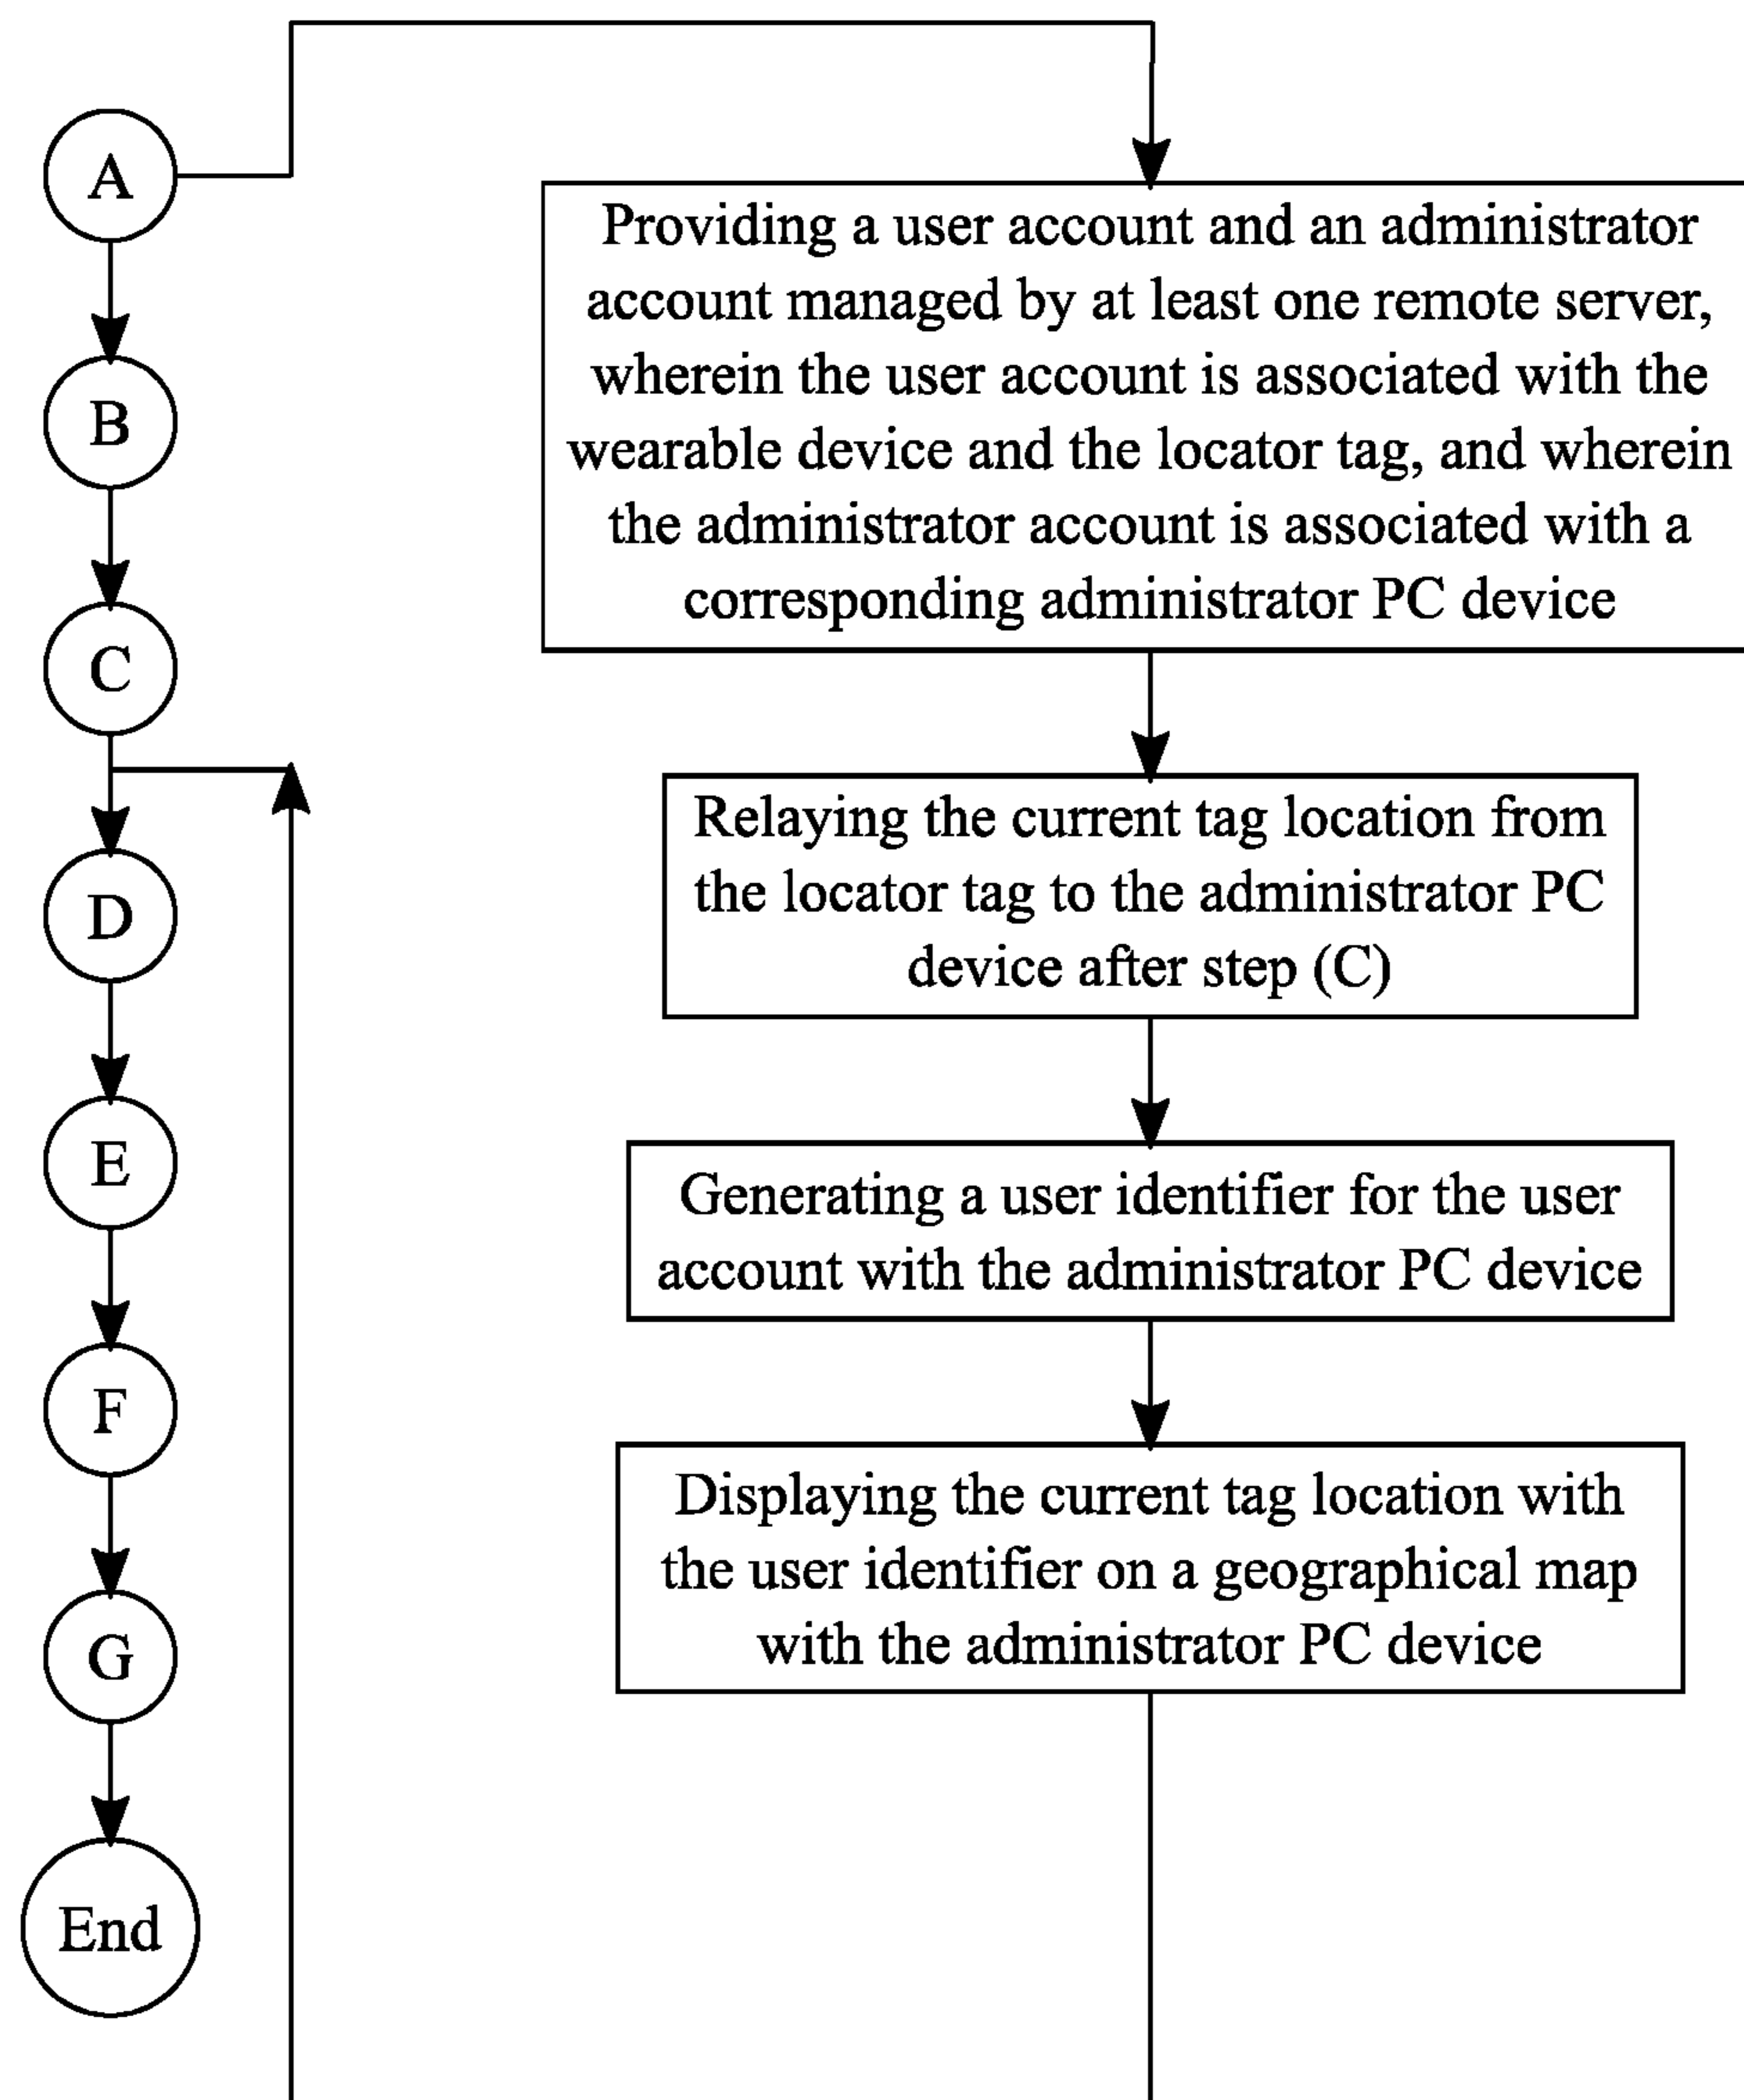 A
B
C
D
E
F
G
End
Providing a user account and an administrator
account managed by at least one remote server,
wherein the user account is associated with the
wearable device and the locator tag, and wherein
the administrator account is associated with a
corresponding administrator PC device
Relaying the current tag location from
the locator tag to the administrator PC
device after step (C)
Generating a user identifier for the user
account with the administrator PC device
Displaying the current tag location with
the user identifier on a geographical map
with the administrator PC device